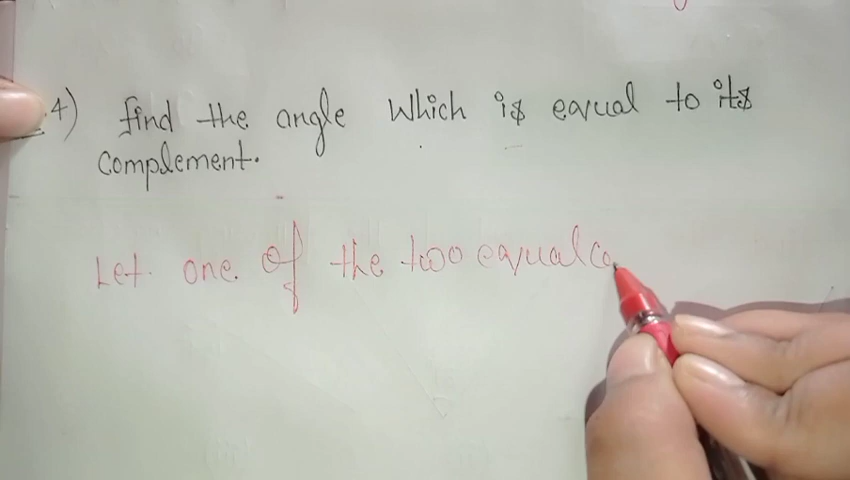 4) find the angle which is equal to its
complement.
Let one of the two equal co